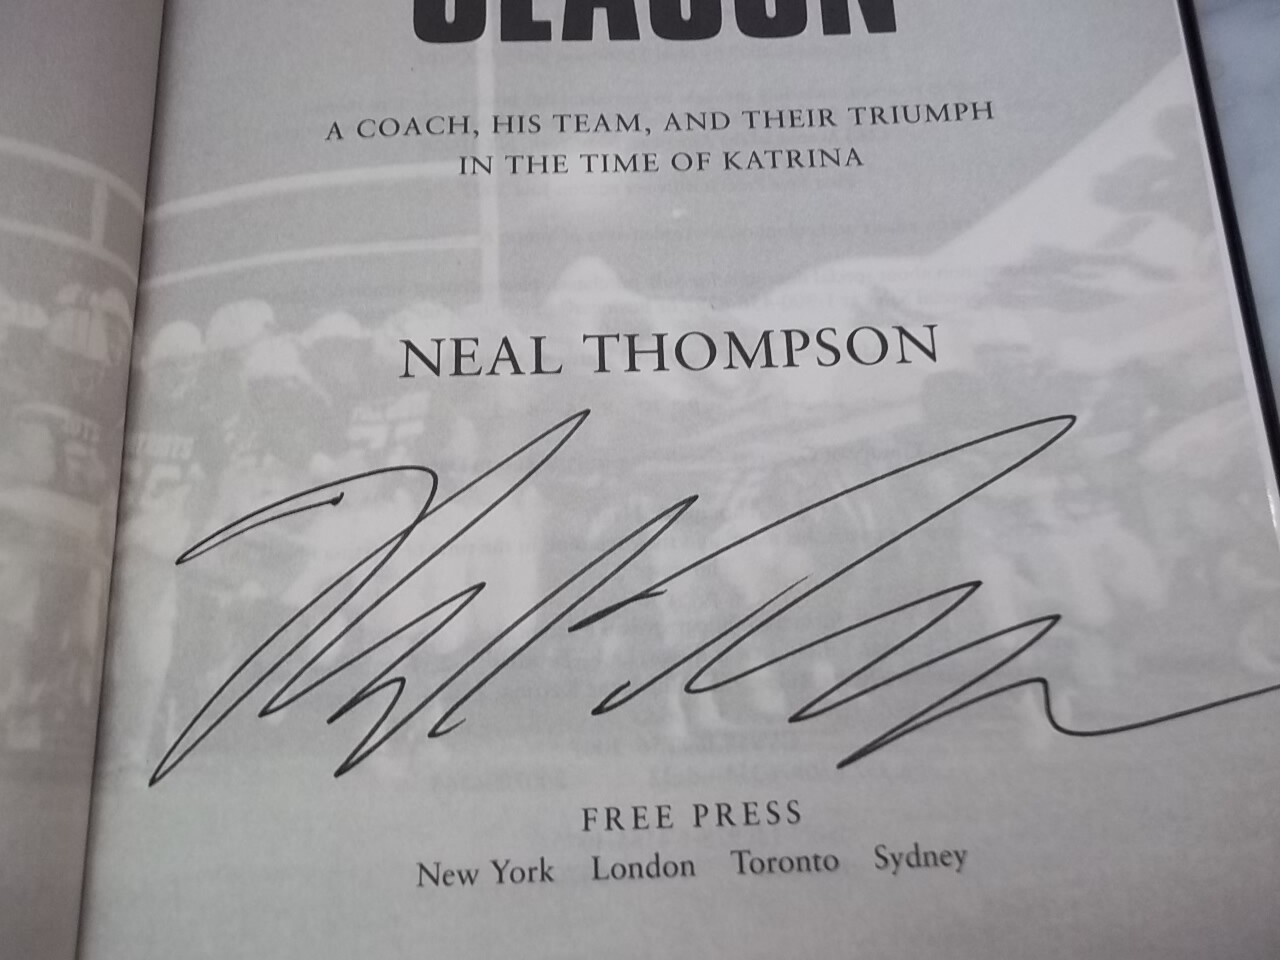 SEASON
A COACH, HIS TEAM, AND THEIR TRIUMPH
IN THE TIME OF KATRINA
NEAL THOMPSON
FREE PRESS
New York London Toronto Sydney